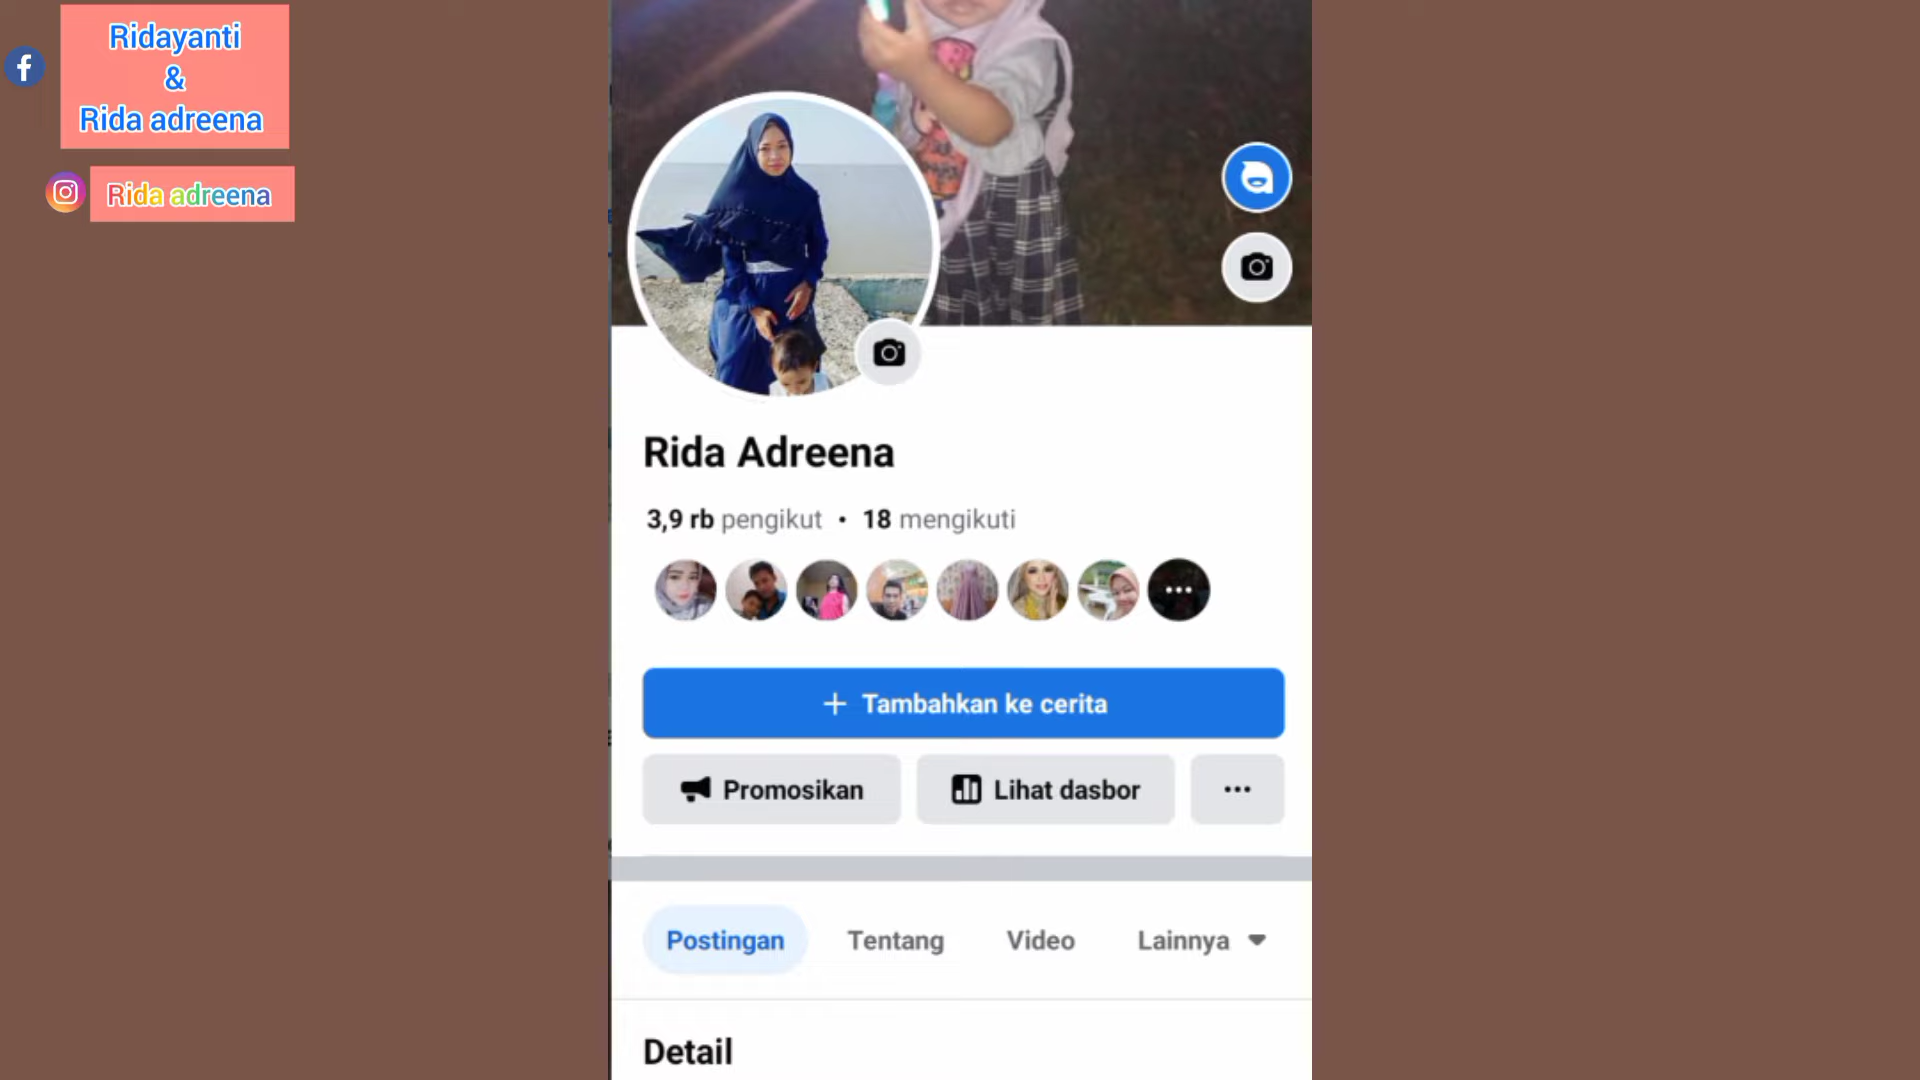 Ridayanti
&
Rida adreena
Rida adreena
Rida Adreena
3,9 rb pengikut • 18 mengikuti
+ Tambahkan ke cerita
Promosikan
Lihat dasbor
Postingan
Tentang
Video
Lainnya
Detail